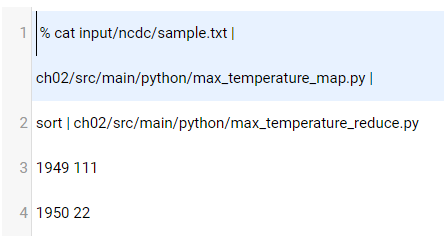 1 % cat input/ncdc/sample.txt |
ch02/src/main/python/max_temperature_map.py |
2 sort | ch02/src/main/python/max_temperature_reduce.py
3 1949 111
4 1950 22